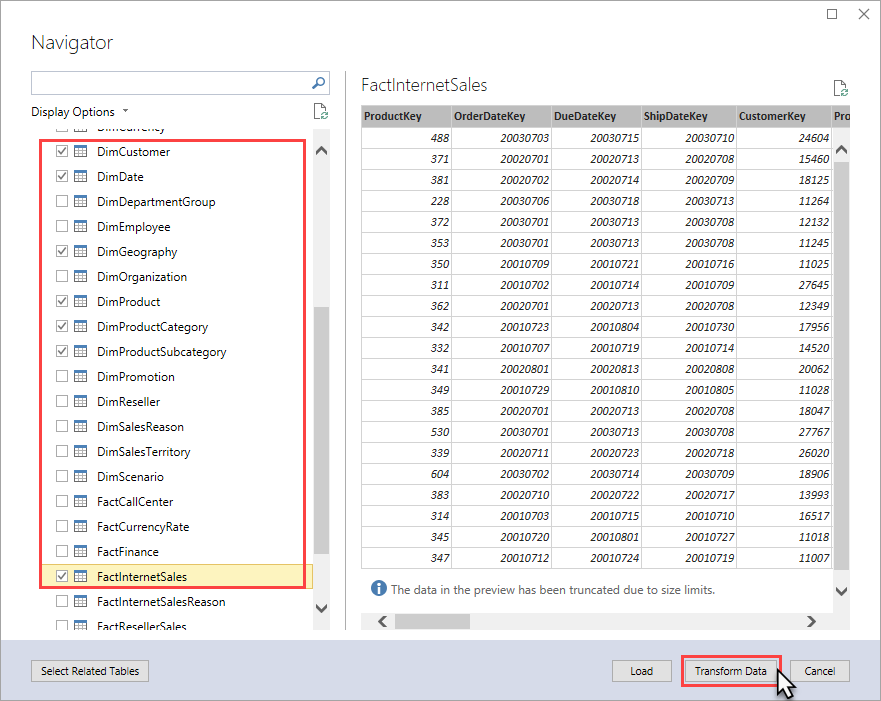 Navigator
Display Options
DimCurrency
DimCustomer
DimDate
DimDepartmentGroup
DimEmployee
DimGeography
DimOrganization
DimProduct
DimProductCategory
DimProductSubcategory
DimPromotion
DimReseller
DimSalesReason
DimSalesTerritory
DimScenario
FactCallCenter
FactCurrencyRate
FactFinance
FactInternetSales
FactInternetSalesReason
FactResellerSales
FactInternetSales
ProductKey OrderDateKey DueDateKey ShipDateKey CustomerKey Pro
488 20030703 20030715 20030710 24604
371 20020701 20020713 20020708 15460
381 20020702 20020714 20020709 18125
228 20030706 20030718 20030713 11264
372 20030701 20030713 20030708 12132
353 20030701 20030713 20030708 11245
350 20010709 20010721 20010716 11025
311 20010702 20010714 20010709 27645
362 20020701 20020713 20020708 12349
342 20010723 20010804 20010730 17956
332 20010707 20010719 20010714 14520
341 20020801 20020813 20020808 20062
349 20010729 20010810 20010805 11028
385 20020701 20020713 20020708 18047
530 20030701 20030713 20030708 27767
339 20020711 20020723 20020718 26020
604 20030702 20030714 20030709 18906
383 20020710 20020722 20020717 13993
314 20010703 20010715 20010710 16517
345 20010720 20010801 20010727 11018
347 20010712 20010724 20010719 11007
The data in the preview has been truncated due to size limits.
Select Related Tables
Load
Transform Data
Cancel